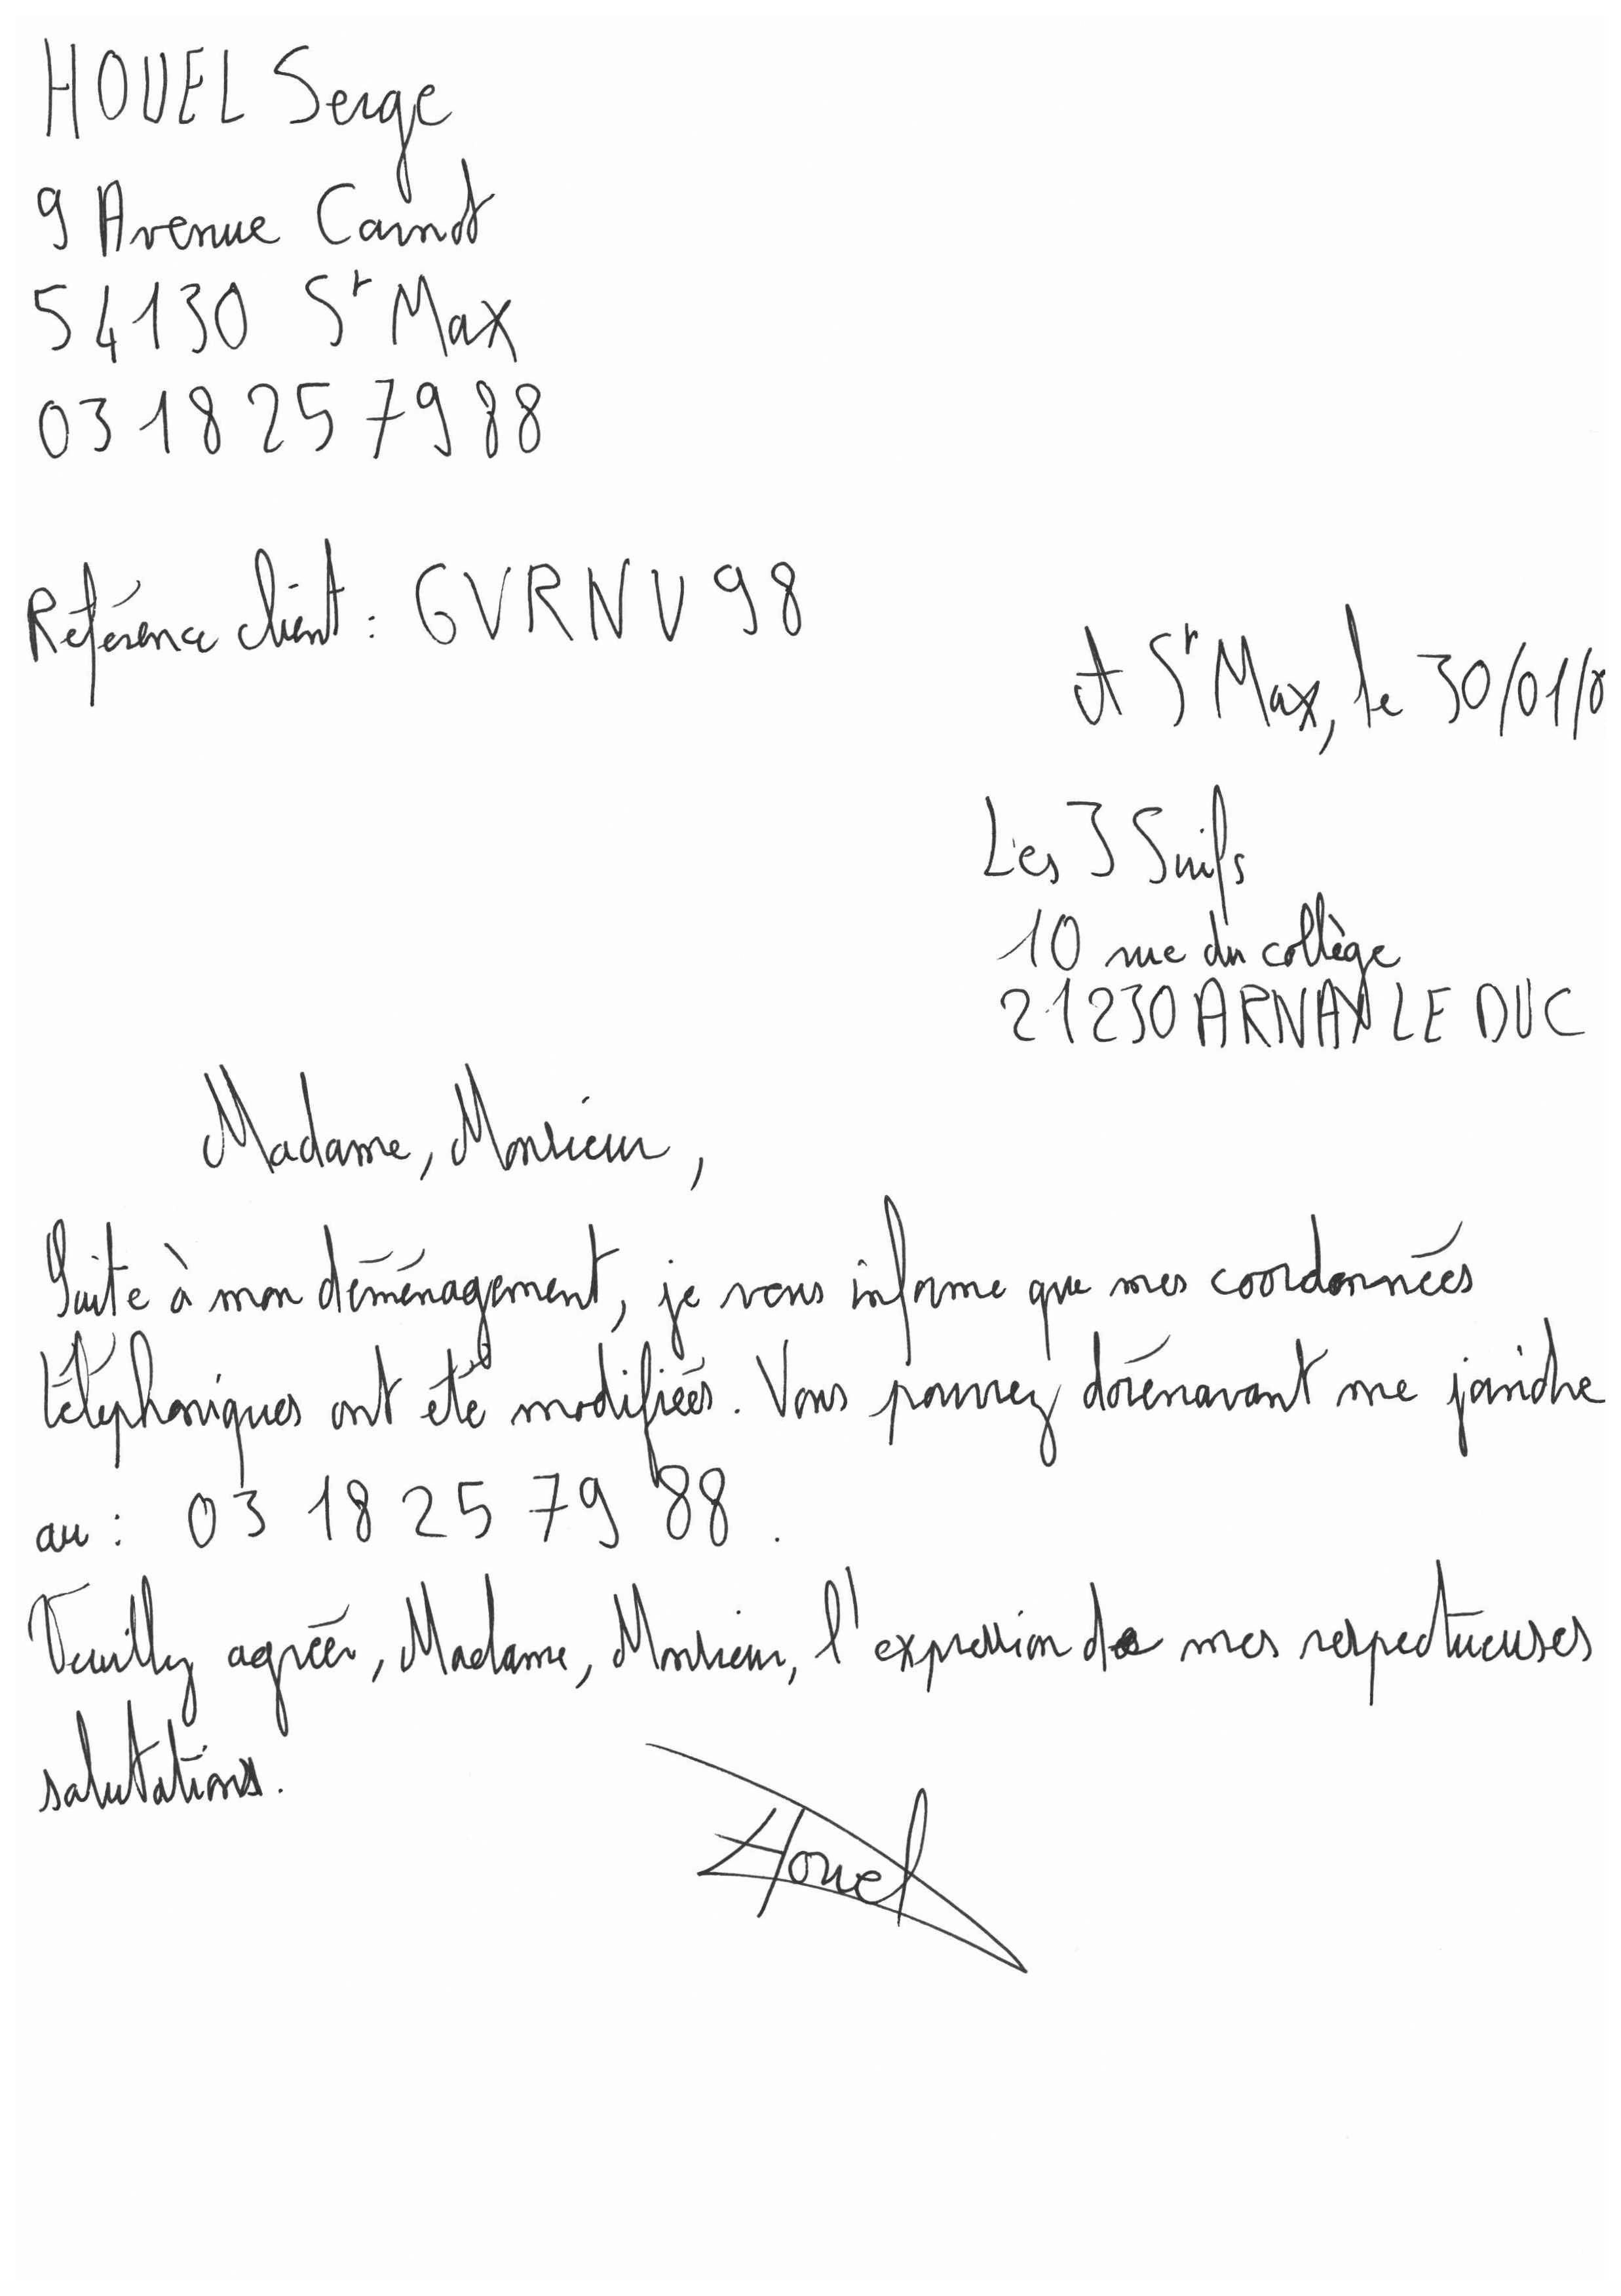 HOUEL Serge
9 Avenue Carnot
54130 St Max
03 18 25 79 88
Référence client : GVRNV98
A St Max, le 30/01/0
Les 3 Suifs
10 rue du collège
21230 ARNAY LE DUC
Madame, Monsieur,
Suite à mon déménagement, je vous informe que mes coordonnées
téléphoniques ont été modifiées. Vous pourrez dorénavant me joindre
au : 03 18 25 79 88 .
Veuillez agréer, Madame, Monsieur, l'expression de mes respectueuses
salutations.
Houel